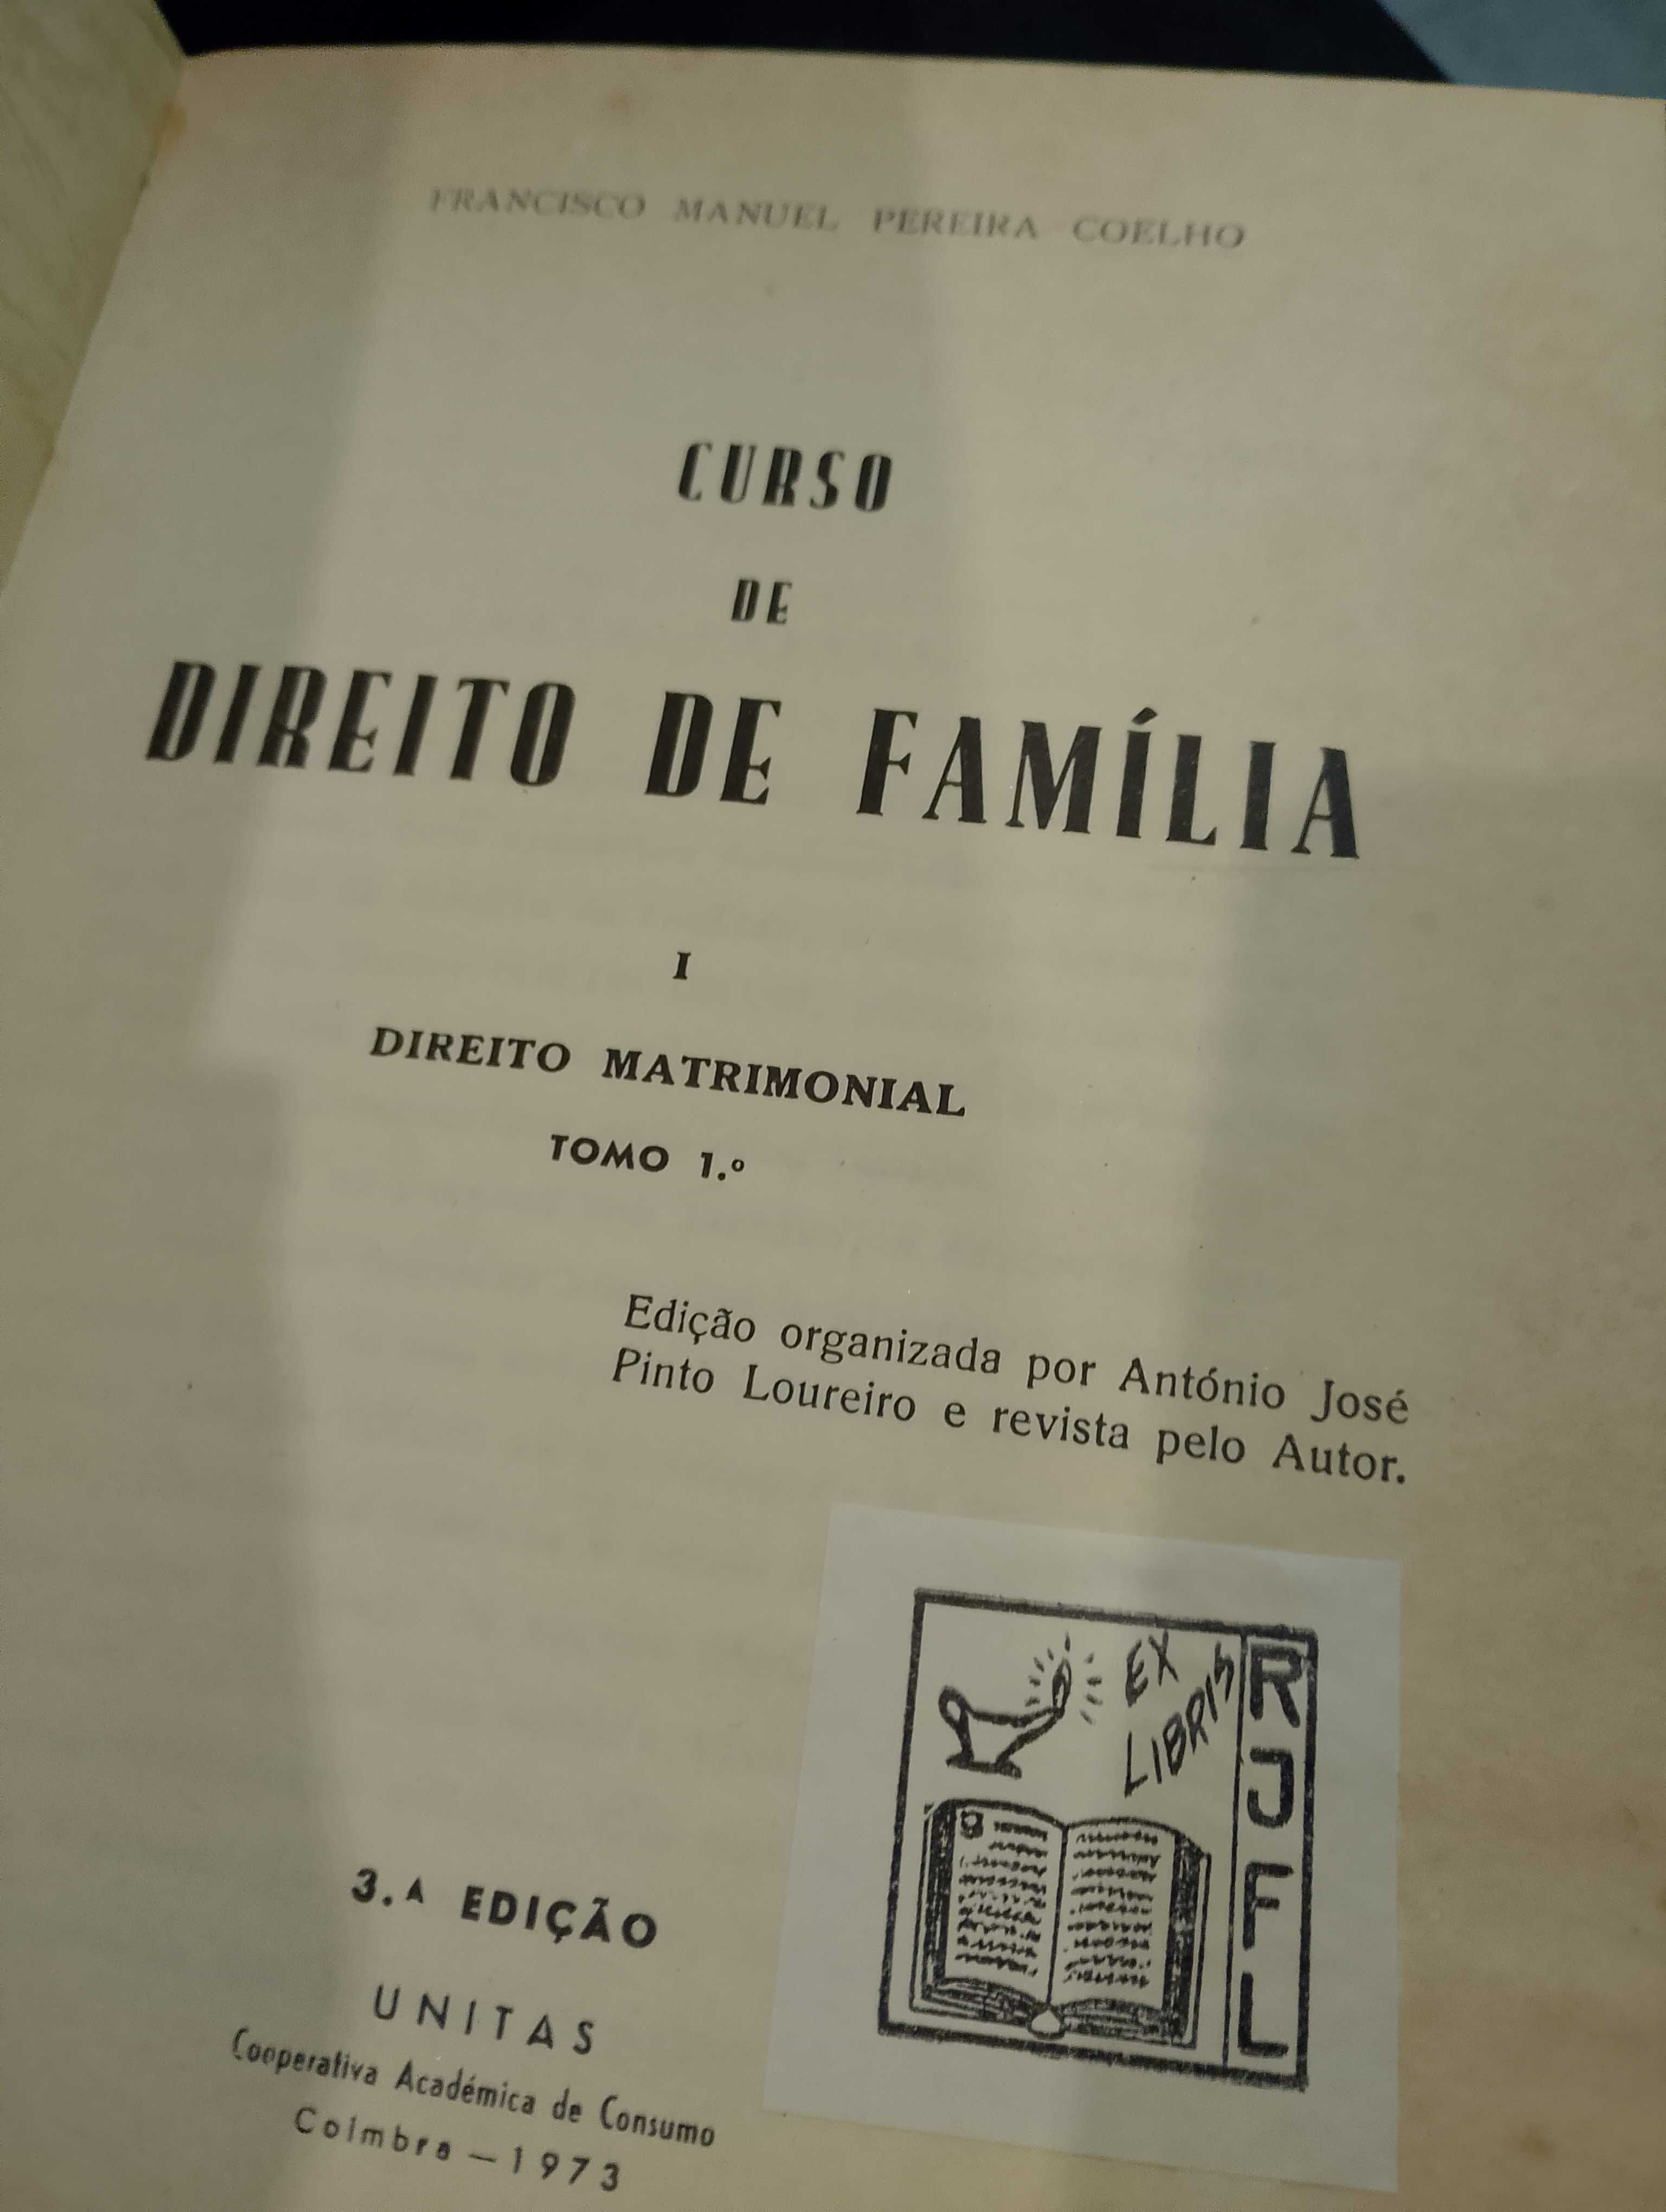 FRANCISCO MANUEL PEREIRA COELHO
CURSO
DE
DIREITO DE FAMÍLIA
I
DIREITO MATRIMONIAL
TOMO 1.º
Edição organizada por António José
Pinto Loureiro e revista pelo Autor.
EX
LIBRIS
RJFL
3.ª EDIÇÃO
UNITAS
Cooperativa Académica de Consumo
Coimbra — 1973